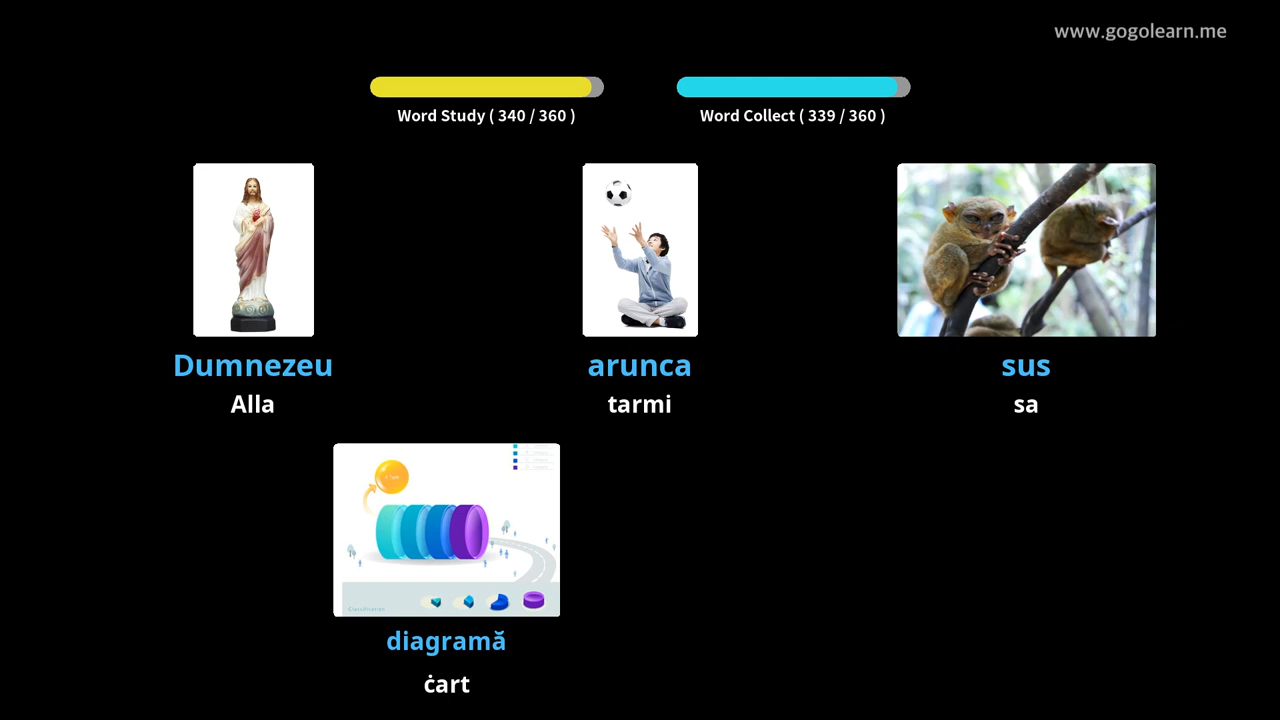 www.gogolearn.me
Word Study ( 340 / 360 )
Word Collect ( 339 / 360 )
Dumnezeu
Alla
arunca
tarmi
sus
sa
Classification
diagramă
ċart